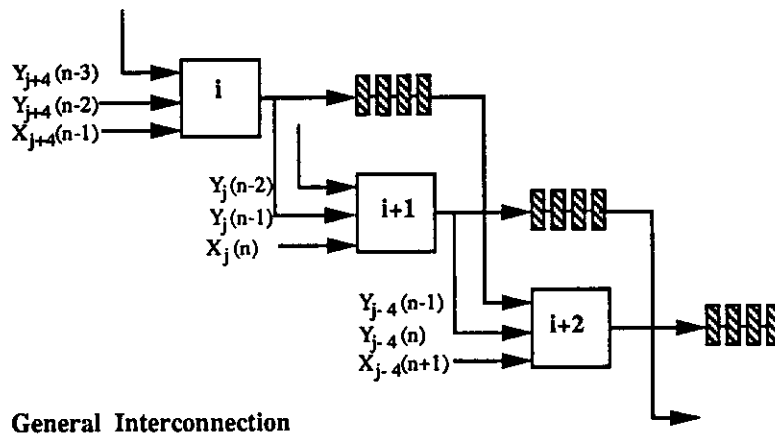 Y_{j+4}(n-3)
i
Y_{j+4}(n-2)
X_{j+4}(n-1)
Y_j(n-2)
i+1
Y_j(n-1)
X_j(n)
Y_{j-4}(n-1)
i+2
Y_{j-4}(n)
X_{j-4}(n+1)
General Interconnection